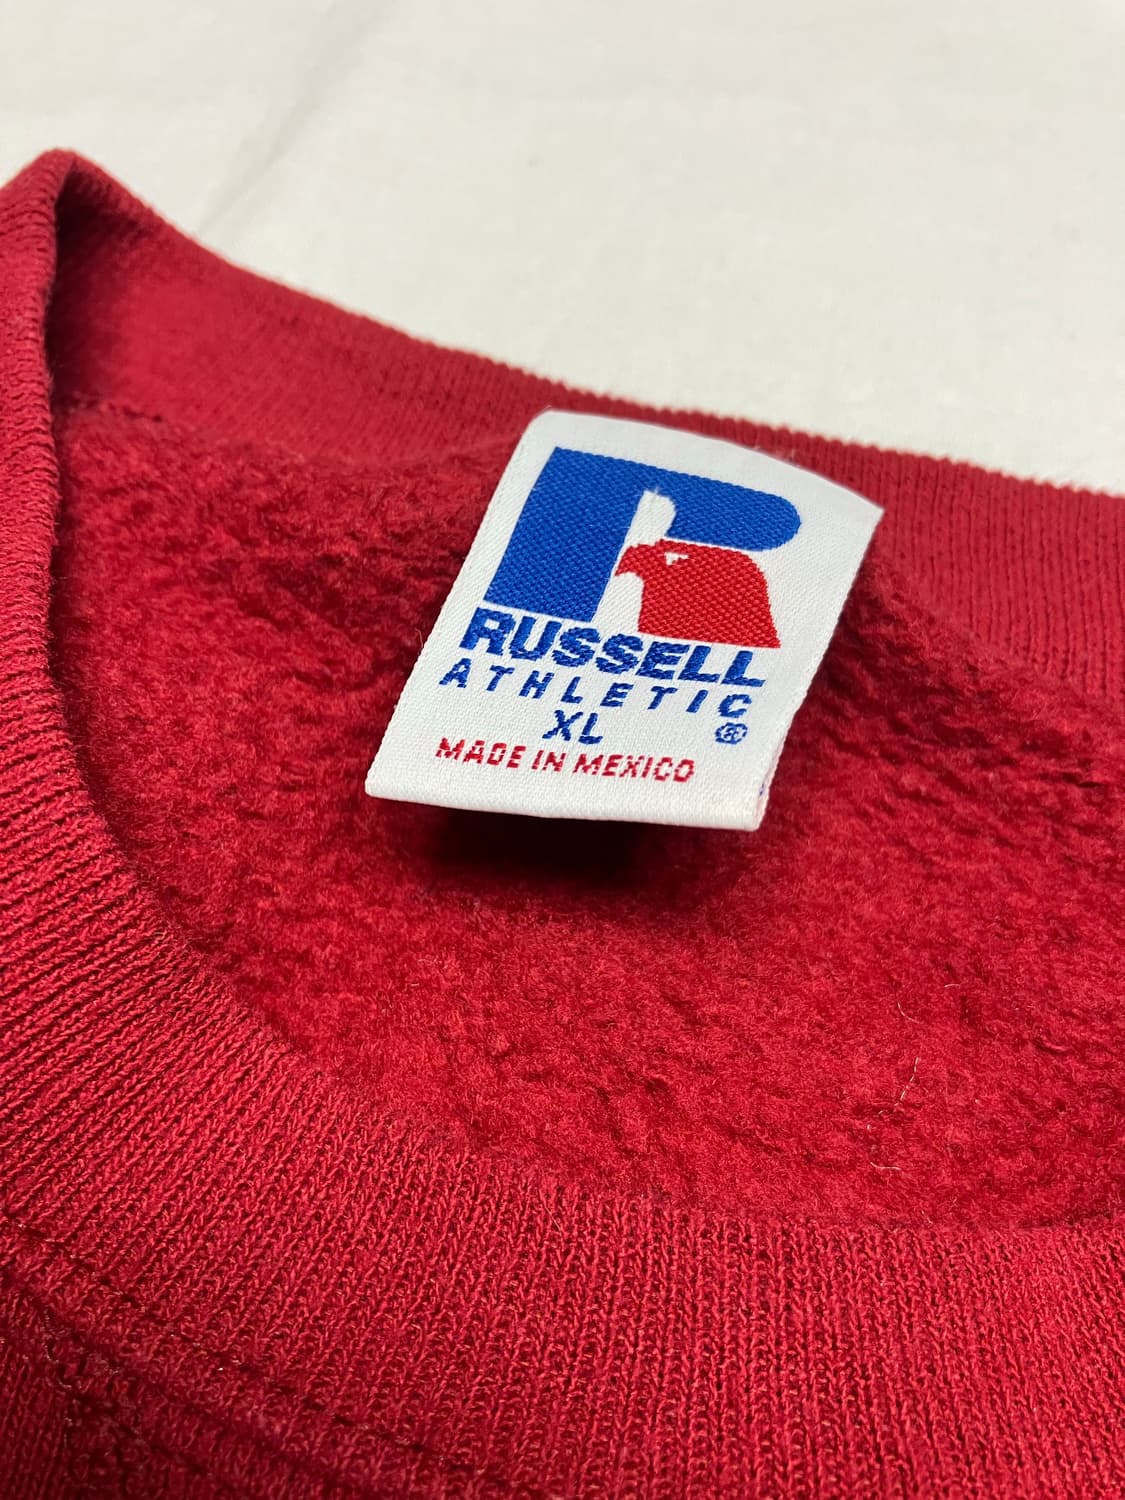 RUSSELL
ATHLETIC
XL ®
MADE IN MEXICO